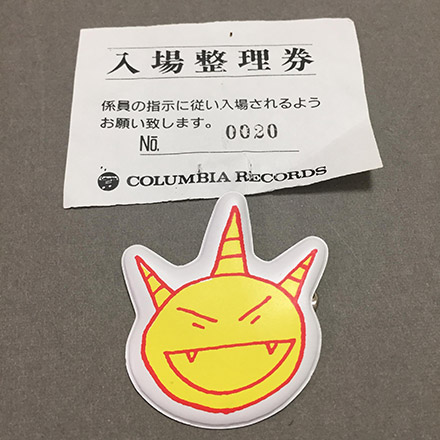 入場整理券
係員の指示に従い入場されるよう
お願い致します。
No. 0020
COLUMBIA RECORDS